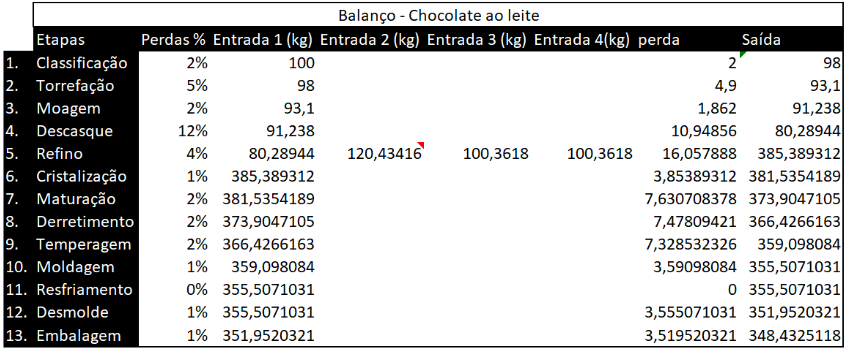 Balanço - Chocolate ao leite
Etapas Perdas % Entrada 1 (kg) Entrada 2 (kg) Entrada 3 (kg) Entrada 4(kg) perda Saída
1. Classificação 2% 100 2 98
2. Torrefação 5% 98 4,9 93,1
3. Moagem 2% 93,1 1,862 91,238
4. Descasque 12% 91,238 10,94856 80,28944
5. Refino 4% 80,28944 120,43416 100,3618 100,3618 16,057888 385,389312
6. Cristalização 1% 385,389312 3,85389312 381,5354189
7. Maturação 2% 381,5354189 7,630708378 373,9047105
8. Derretimento 2% 373,9047105 7,47809421 366,4266163
9. Temperagem 2% 366,4266163 7,328532326 359,098084
10. Moldagem 1% 359,098084 3,59098084 355,5071031
11. Resfriamento 0% 355,5071031 0 355,5071031
12. Desmolde 1% 355,5071031 3,555071031 351,9520321
13. Embalagem 1% 351,9520321 3,519520321 348,4325118